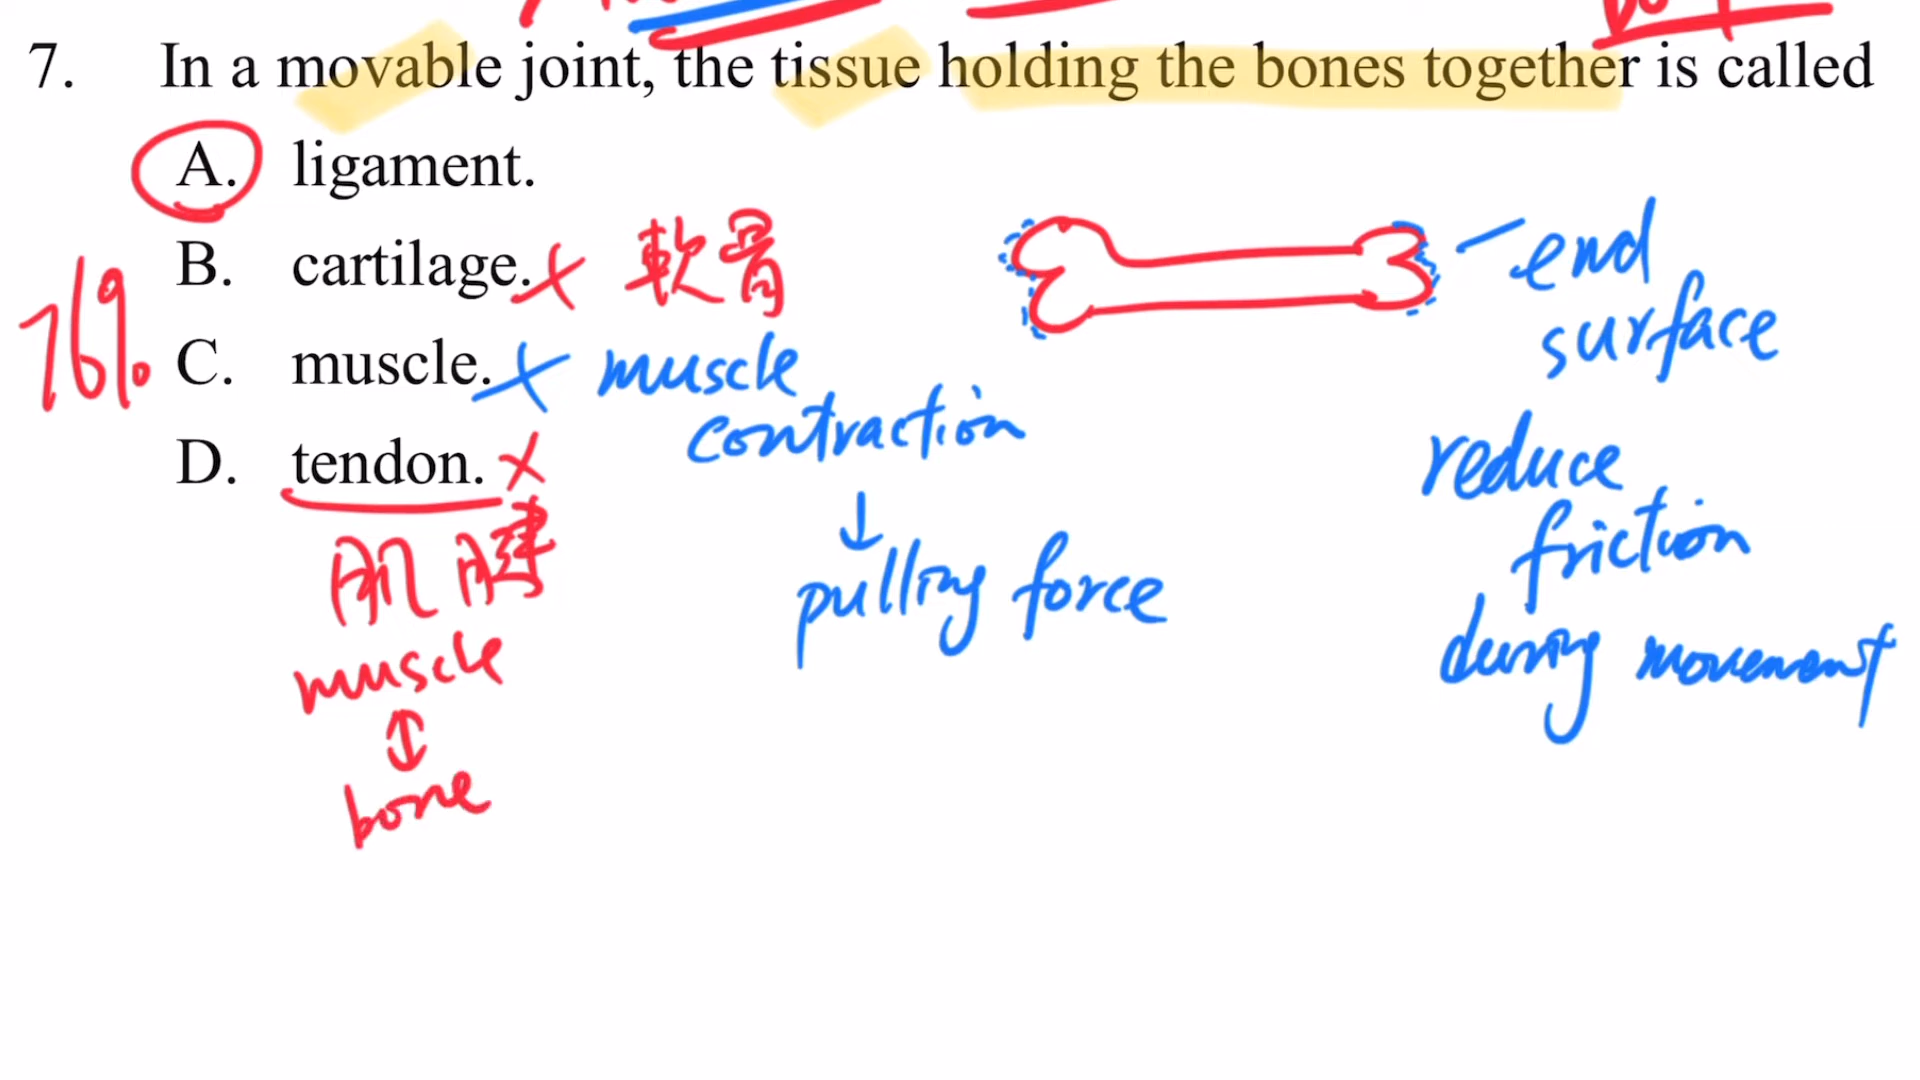 7. In a movable joint, the tissue holding the bones together is called
A. ligament.
B. cartilage. 軟骨
C. muscle. muscle
contraction
↓
pulling force
D. tendon.
肌腱
muscle
↕
bone
76%
end
surface
reduce
friction
during movement